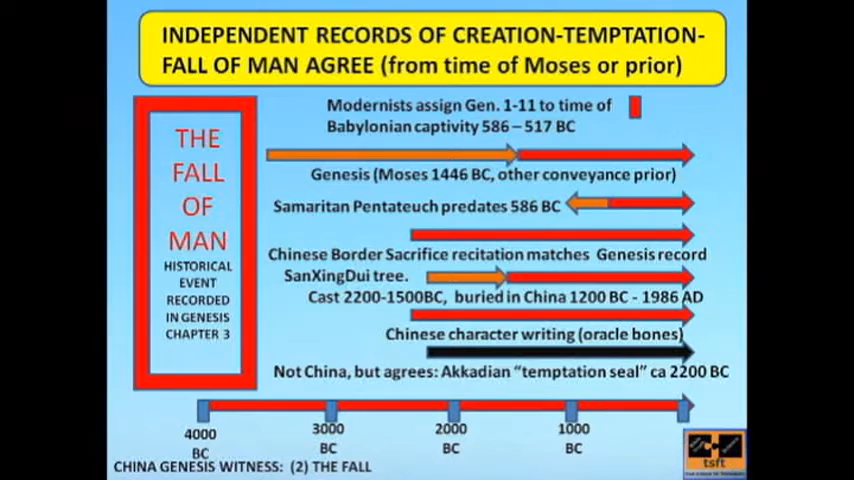 INDEPENDENT RECORDS OF CREATION-TEMPTATION-
FALL OF MAN AGREE (from time of Moses or prior)
THE
FALL
OF
MAN
HISTORICAL
EVENT
RECORDED
IN GENESIS
CHAPTER 3
Modernists assign Gen. 1-11 to time of
Babylonian captivity 586 – 517 BC
Genesis (Moses 1446 BC, other conveyance prior)
Samaritan Pentateuch predates 586 BC
Chinese Border Sacrifice recitation matches Genesis record
SanXingDui tree.
Cast 2200-1500BC, buried in China 1200 BC - 1986 AD
Chinese character writing (oracle bones)
Not China, but agrees: Akkadian “temptation seal” ca 2200 BC
4000
BC
3000
BC
2000
BC
1000
BC
CHINA GENESIS WITNESS: (2) THE FALL
tsft